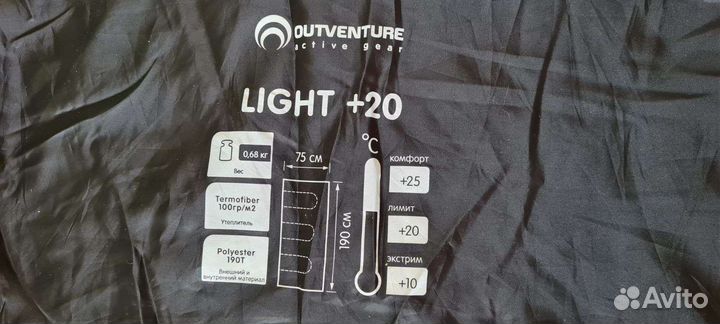 OUTVENTURE
active gear
LIGHT +20
0,68 кг
Вес
Termofiber
100гр/м2
Утеплитель
Polyester
190T
Внешний и
внутренний материал
75 СМ
190 СМ
°C
комфорт
+25
лимит
+20
экстрим
+10
Avito